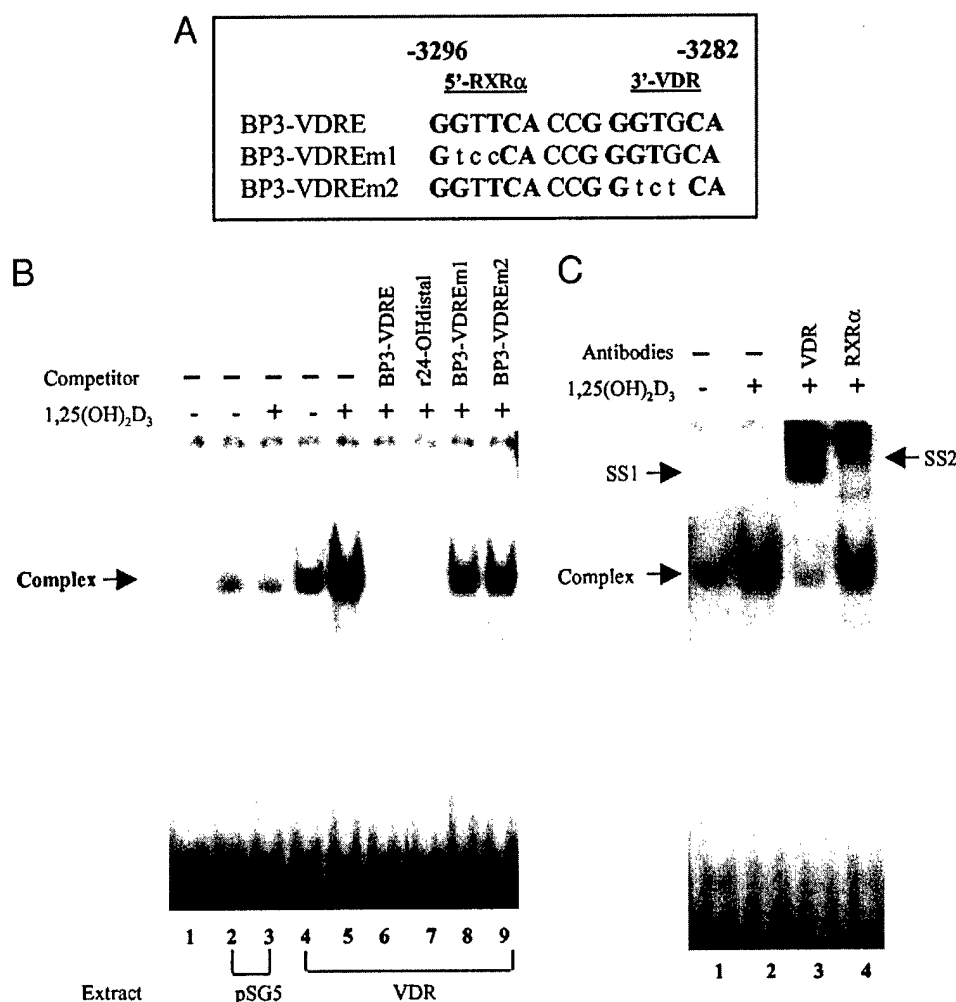 A
-3296 -3282
5'-RXRα 3'-VDR
BP3-VDRE GGTTCA CCG GGTGCA
BP3-VDREm1 GtccCA CCG GGTGCA
BP3-VDREm2 GGTTCA CCG Gtct CA
B
BP3-VDRE
r24-OHdistal
BP3-VDREm1
BP3-VDREm2
Competitor – – – – –
1,25(OH)₂D₃ - - + - + + + + +
Complex
1 2 3 4 5 6 7 8 9
Extract pSG5 VDR
C
VDR
RXRα
Antibodies – –
1,25(OH)₂D₃ - + + +
SS1
SS2
Complex
1 2 3 4